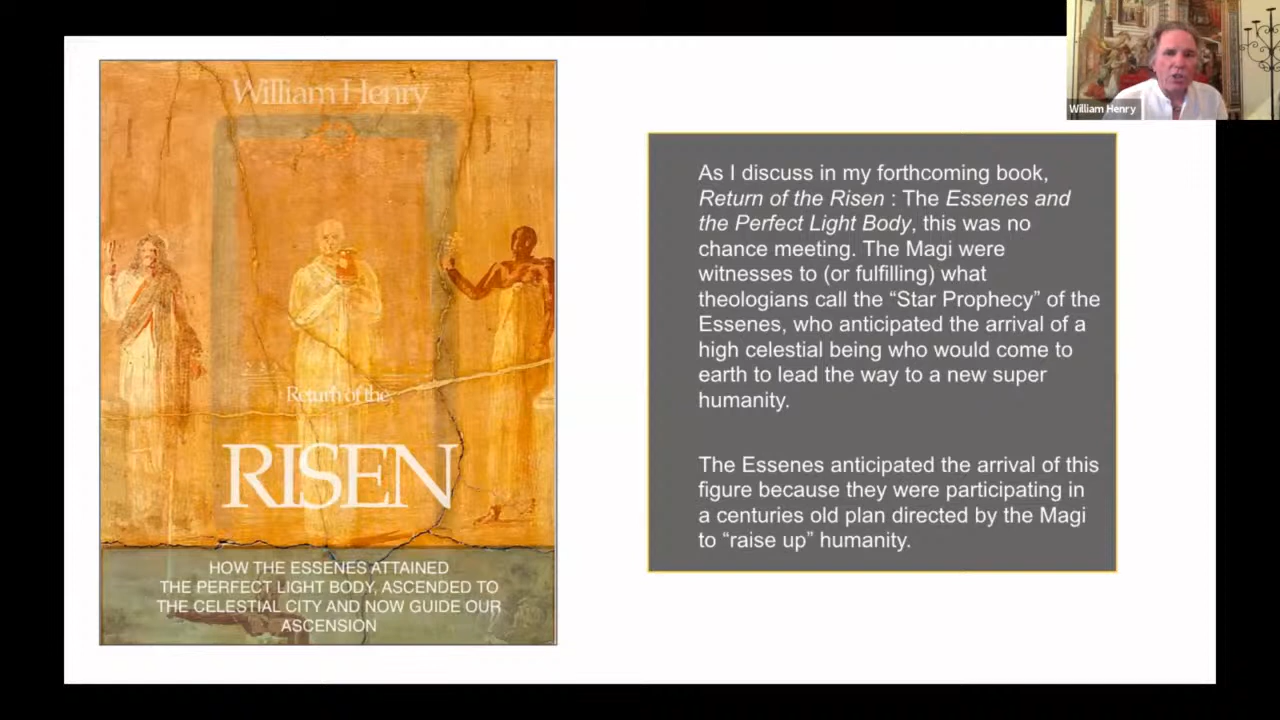 William Henry
Return of the
RISEN
HOW THE ESSENES ATTAINED
THE PERFECT LIGHT BODY, ASCENDED TO
THE CELESTIAL CITY AND NOW GUIDE OUR
ASCENSION
As I discuss in my forthcoming book,
Return of the Risen : The Essenes and
the Perfect Light Body, this was no
chance meeting. The Magi were
witnesses to (or fulfilling) what
theologians call the “Star Prophecy” of the
Essenes, who anticipated the arrival of a
high celestial being who would come to
earth to lead the way to a new super
humanity.
The Essenes anticipated the arrival of this
figure because they were participating in
a centuries old plan directed by the Magi
to “raise up” humanity.
William Henry